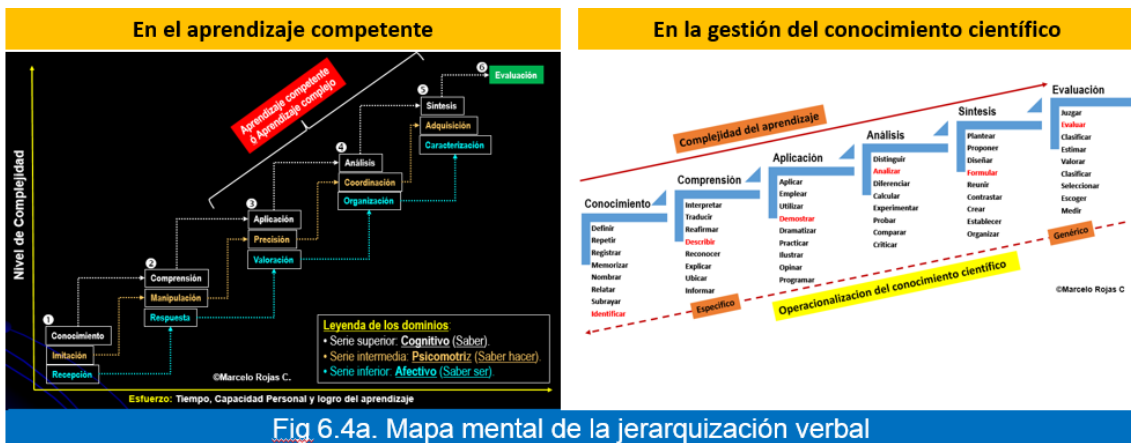 En el aprendizaje competente
En la gestión del conocimiento científico
Nivel de Complejidad
Aprendizaje competente
ó Aprendizaje complejo
❶
Conocimiento
Imitación
Recepción
❷
Comprensión
Manipulación
Respuesta
❸
Aplicación
Precisión
Valoración
❹
Análisis
Coordinación
Organización
❺
Síntesis
Adquisición
Caracterización
❻
Evaluación
Leyenda de los dominios:
• Serie superior: Cognitivo (Saber).
• Serie intermedia: Psicomotriz (Saber hacer).
• Serie inferior: Afectivo (Saber ser).
©Marcelo Rojas C.
Esfuerzo: Tiempo, Capacidad Personal y logro del aprendizaje
Complejidad del aprendizaje
Conocimiento
Definir
Repetir
Registrar
Memorizar
Nombrar
Relatar
Subrayar
Identificar
Comprensión
Interpretar
Traducir
Reafirmar
Describir
Reconocer
Explicar
Ubicar
Informar
Aplicación
Aplicar
Emplear
Utilizar
Demostrar
Dramatizar
Practicar
Ilustrar
Opinar
Programar
Análisis
Distinguir
Analizar
Diferenciar
Calcular
Experimentar
Probar
Comparar
Criticar
Síntesis
Plantear
Proponer
Diseñar
Formular
Reunir
Contrastar
Crear
Establecer
Organizar
Evaluación
Juzgar
Evaluar
Clasificar
Estimar
Valorar
Clasificar
Seleccionar
Escoger
Medir
Específico
Genérico
Operacionalizacion del conocimiento científico
©Marcelo Rojas C
Fig 6.4a. Mapa mental de la jerarquización verbal